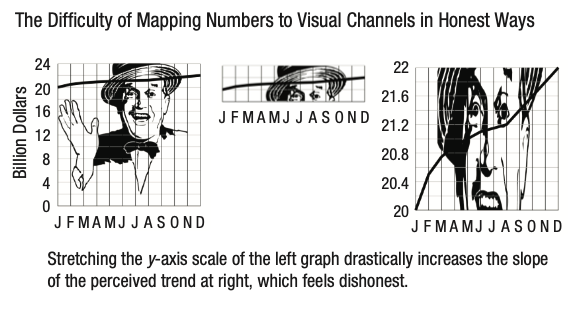 The Difficulty of Mapping Numbers to Visual Channels in Honest Ways
Billion Dollars
24
20
16
12
8
4
0
J F M A M J J A S O N D
J F M A M J J A S O N D
22
21.6
21.2
20.8
20.4
20
J F M A M J J A S O N D
Stretching the y-axis scale of the left graph drastically increases the slope
of the perceived trend at right, which feels dishonest.